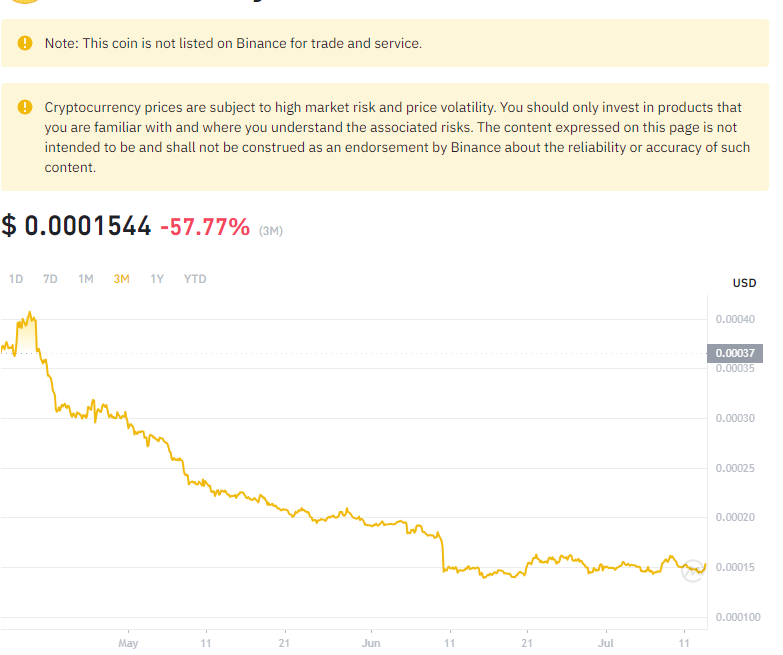 Note: This coin is not listed on Binance for trade and service.
Cryptocurrency prices are subject to high market risk and price volatility. You should only invest in products that
you are familiar with and where you understand the associated risks. The content expressed on this page is not
intended to be and shall not be construed as an endorsement by Binance about the reliability or accuracy of such
content.
$ 0.0001544 -57.77% (3M)
1D 7D 1M 3M 1Y YTD
USD
0.00040
0.00037
0.00035
0.00030
0.00025
0.00020
0.00015
0.000100
May 11 21 Jun 11 21 Jul 11